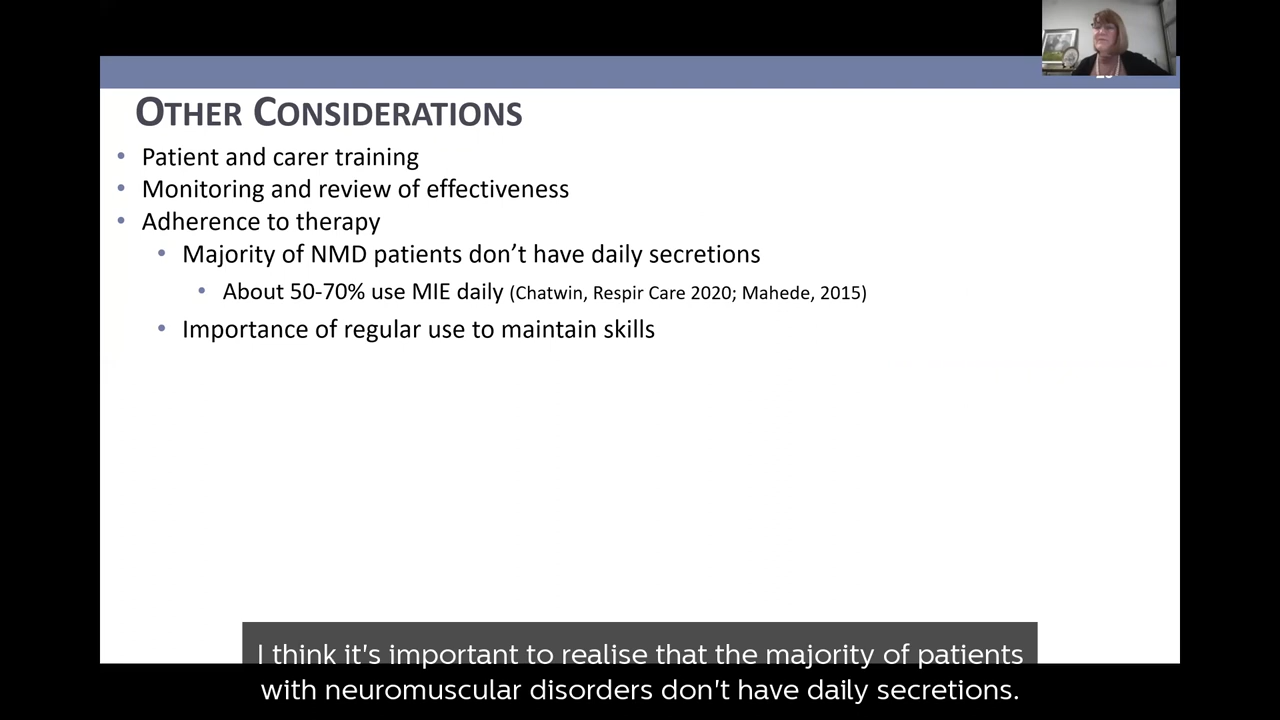 OTHER CONSIDERATIONS
• Patient and carer training
• Monitoring and review of effectiveness
• Adherence to therapy
• Majority of NMD patients don't have daily secretions
• About 50-70% use MIE daily (Chatwin, Respir Care 2020; Mahede, 2015)
• Importance of regular use to maintain skills
I think it's important to realise that the majority of patients
with neuromuscular disorders don't have daily secretions.